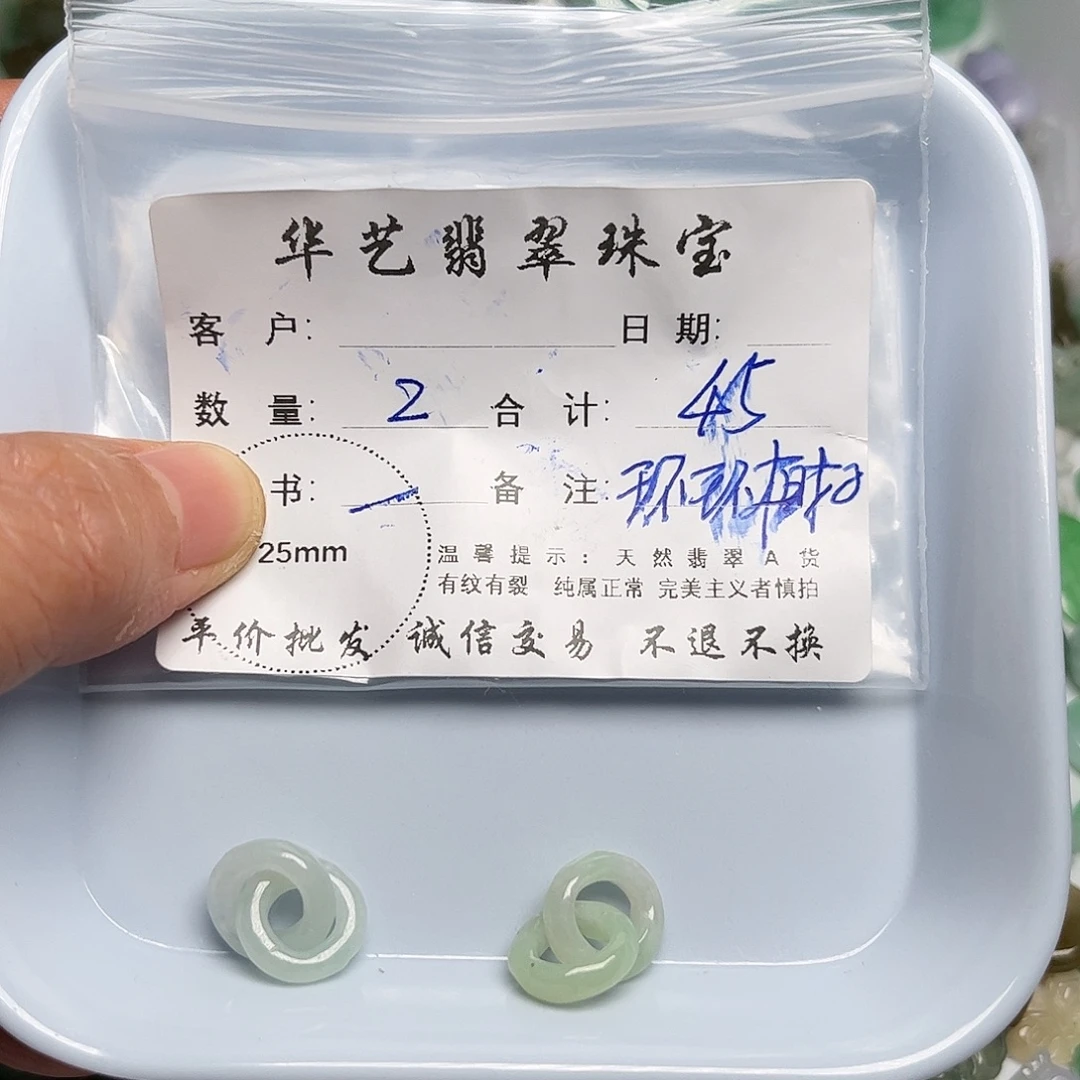 华艺翡翠珠宝
客 户: 日 期:
数 量: 2 合 计: 45
书: 备 注: 环环相扣
25mm
温馨提示: 天然翡翠A货
有纹有裂 纯属正常 完美主义者慎拍
平价批发 诚信交易 不退不换